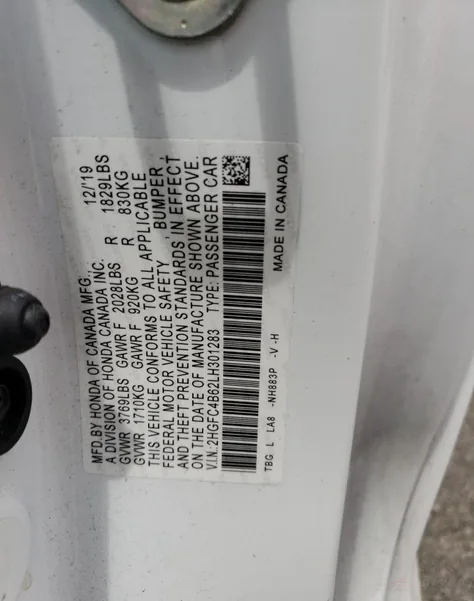 MFD.BY HONDA OF CANADA MFG. 12/19
A DIVISION OF HONDA CANADA INC.
GVWR 3769LBS GAWR F 2028LBS R 1829LBS
GVWR 1710KG GAWR F 920KG R 830KG
THIS VEHICLE CONFORMS TO ALL APPLICABLE
FEDERAL MOTOR VEHICLE SAFETY , BUMPER ,
AND THEFT PREVENTION STANDARDS IN EFFECT
ON THE DATE OF MANUFACTURE SHOWN ABOVE.
V.I.N: 2HGFC4B62LH301283 TYPE: PASSENGER CAR
TBG L LA8 -NH883P -V -H MADE IN CANADA